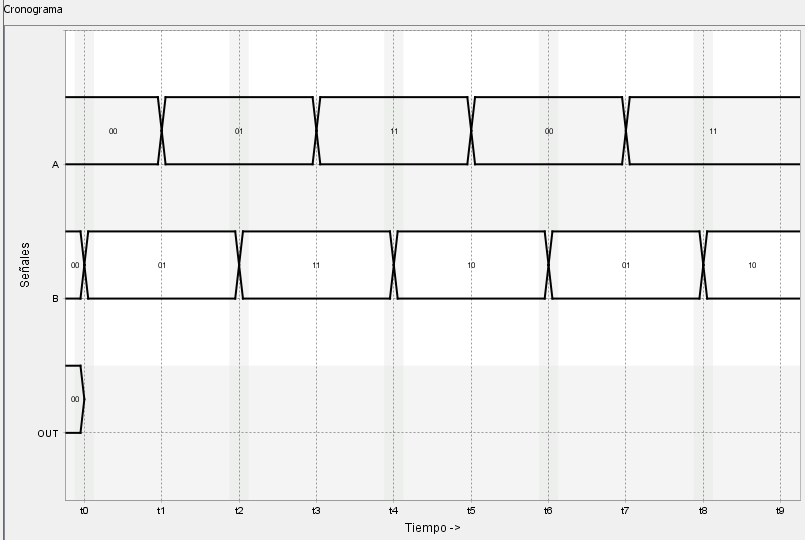 Cronograma
00 01 11 00 11
A
Señales
00 01 11 10 01 10
B
00
OUT
t0 t1 t2 t3 t4 t5 t6 t7 t8 t9
Tiempo ->